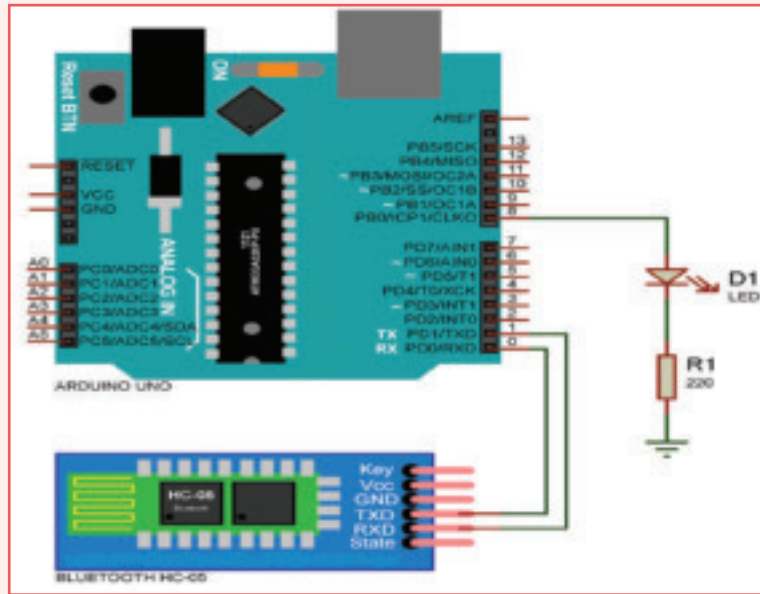 Reset BTN
ON
AREF
RESET
13
PB5/SCK
12
PB4/MISO
11
~PB3/MOSI/OC2A
10
~PB2/SS/OC1B
9
~PB1/OC1A
8
PB0/ICP1/CLKO
VCC
GND
ANALOG IN
7
PD7/AIN1
6
~PD6/AIN0
5
~PD5/T1
4
PD4/T0/XCK
3
~PD3/INT1
2
PD2/INT0
1
TX PD1/TXD
0
RX PD0/RXD
A0 PC0/ADC0
A1 PC1/ADC1
A2 PC2/ADC2
A3 PC3/ADC3
A4 PC4/ADC4/SDA
A5 PC5/ADC5/SCL
D1
LED
R1
220
ARDUINO UNO
HC-05
Key
Vcc
GND
TXD
RXD
State
BLUETOOTH HC-05